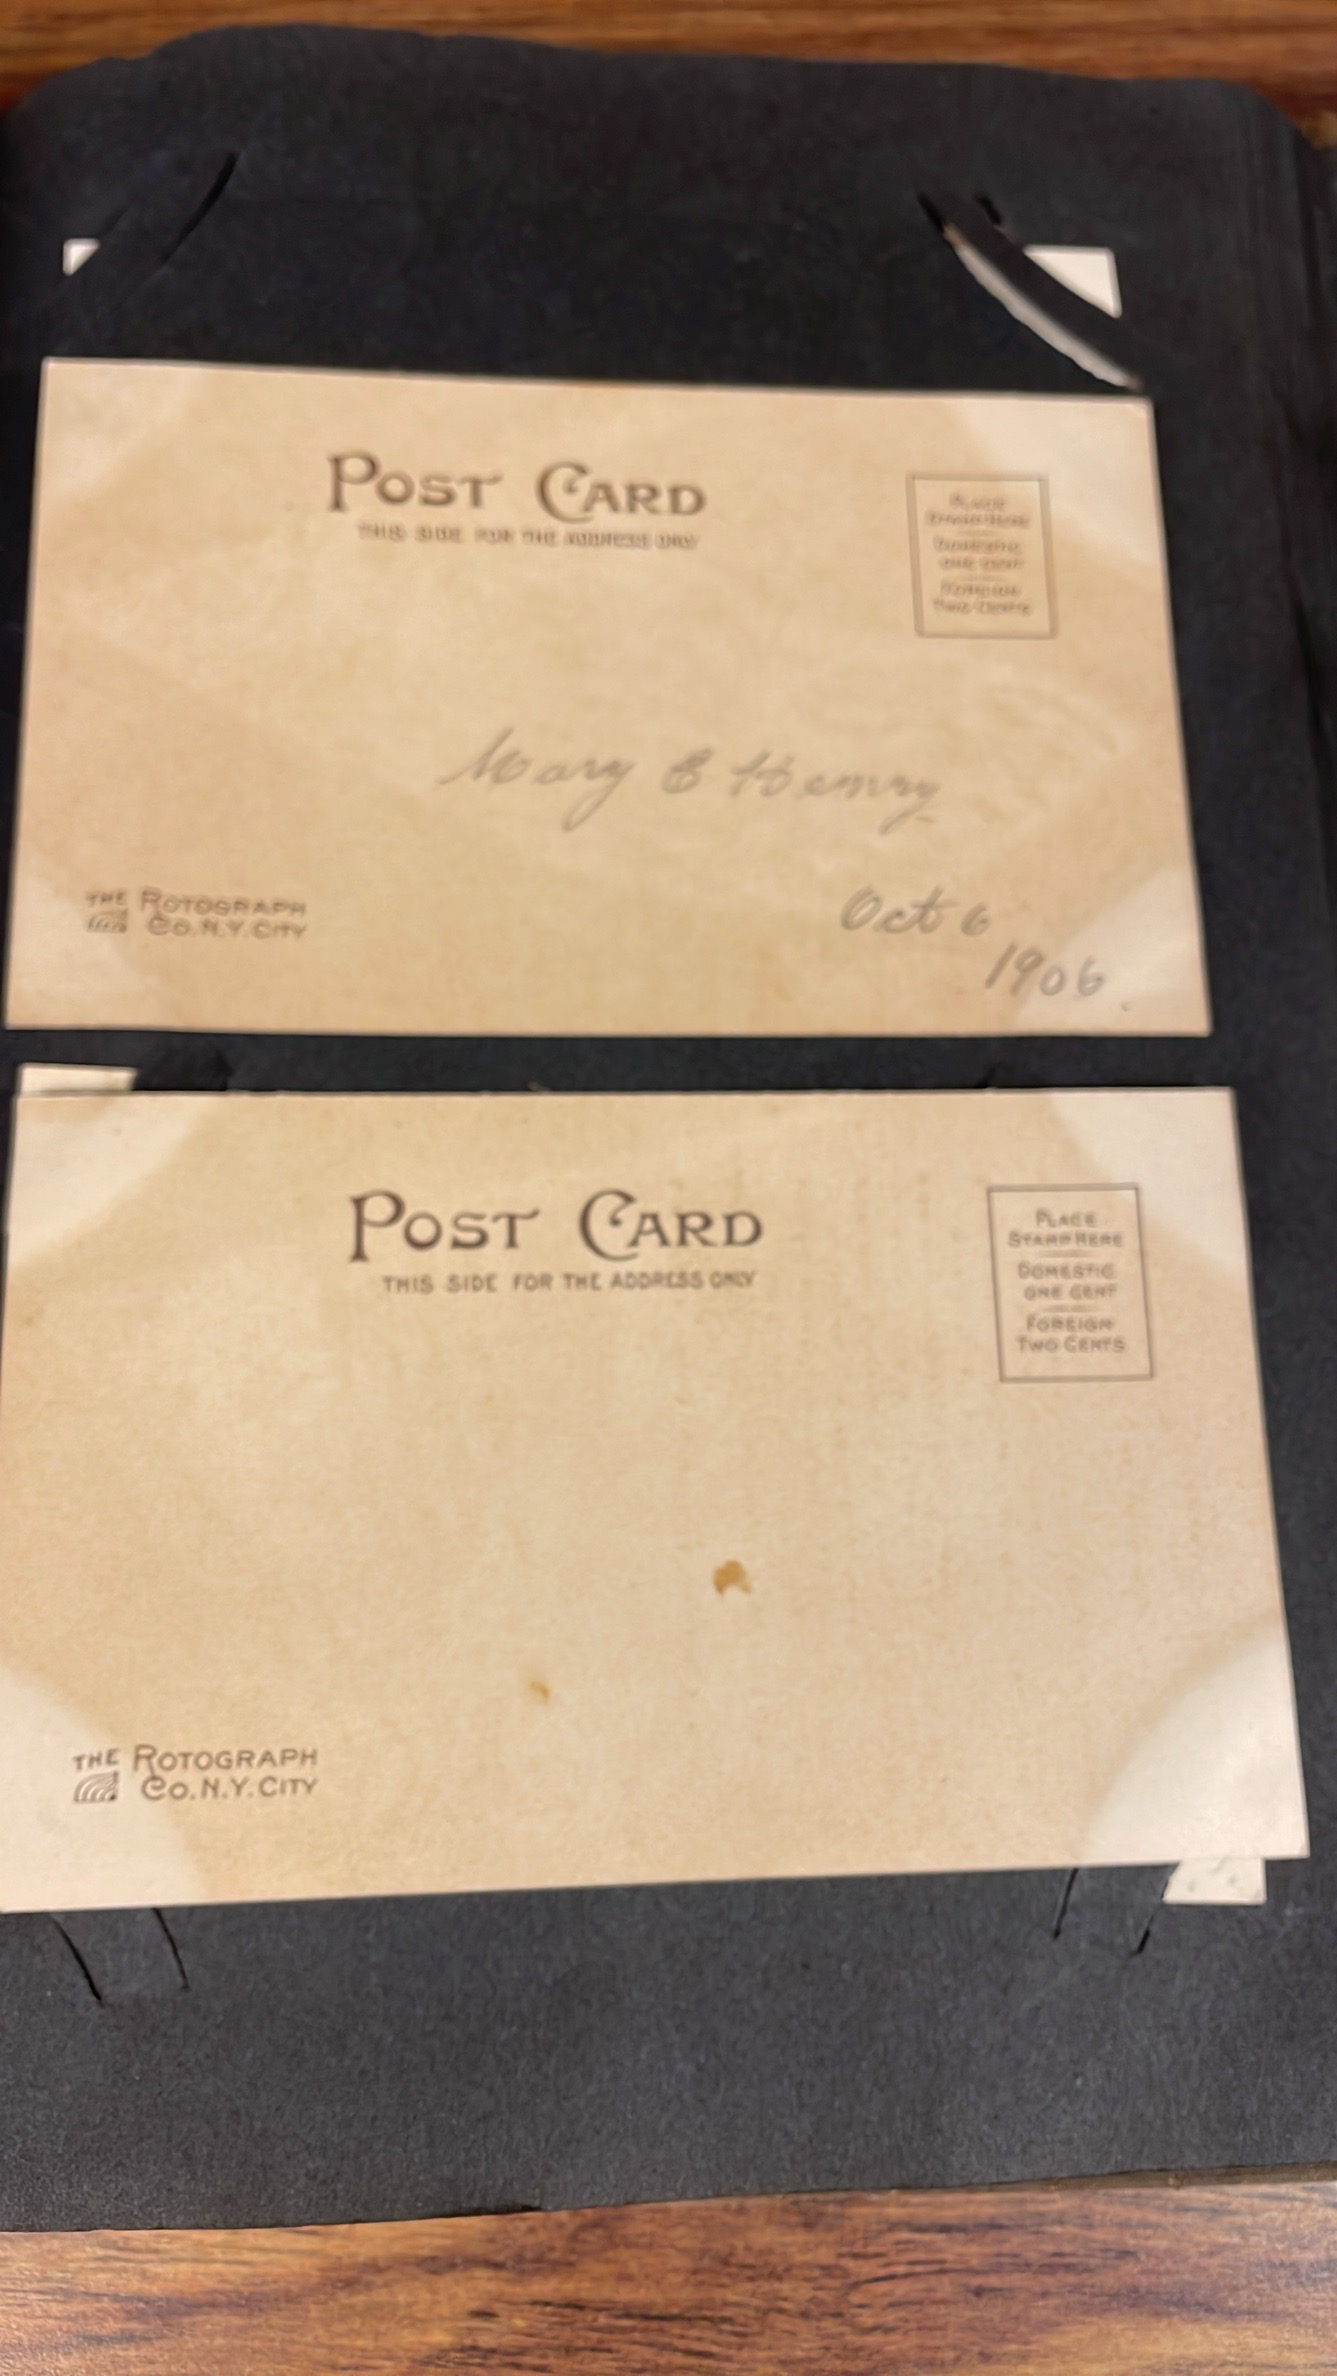 POST CARD
THIS SIDE FOR THE ADDRESS ONLY
PLACE
STAMP HERE
DOMESTIC
ONE CENT
FOREIGN
TWO CENTS
Mary E Henry
THE ROTOGRAPH
CO. N.Y. CITY
Oct 6
1906
POST CARD
THIS SIDE FOR THE ADDRESS ONLY
PLACE
STAMP HERE
DOMESTIC
ONE CENT
FOREIGN
TWO CENTS
THE ROTOGRAPH
CO. N.Y. CITY